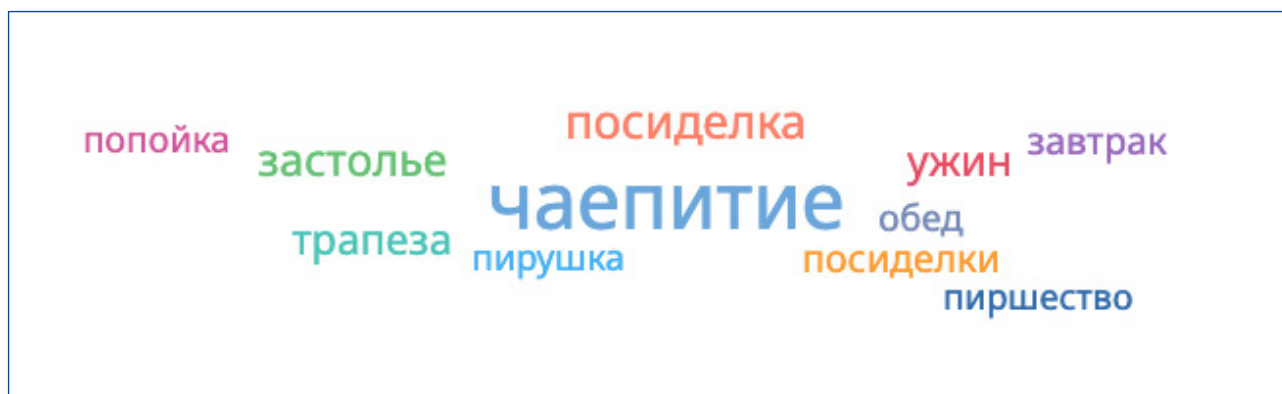 посиделка
попойка
завтрак
застолье
ужин
чаепитие
обед
трапеза
пирушка
посиделки
пиршество